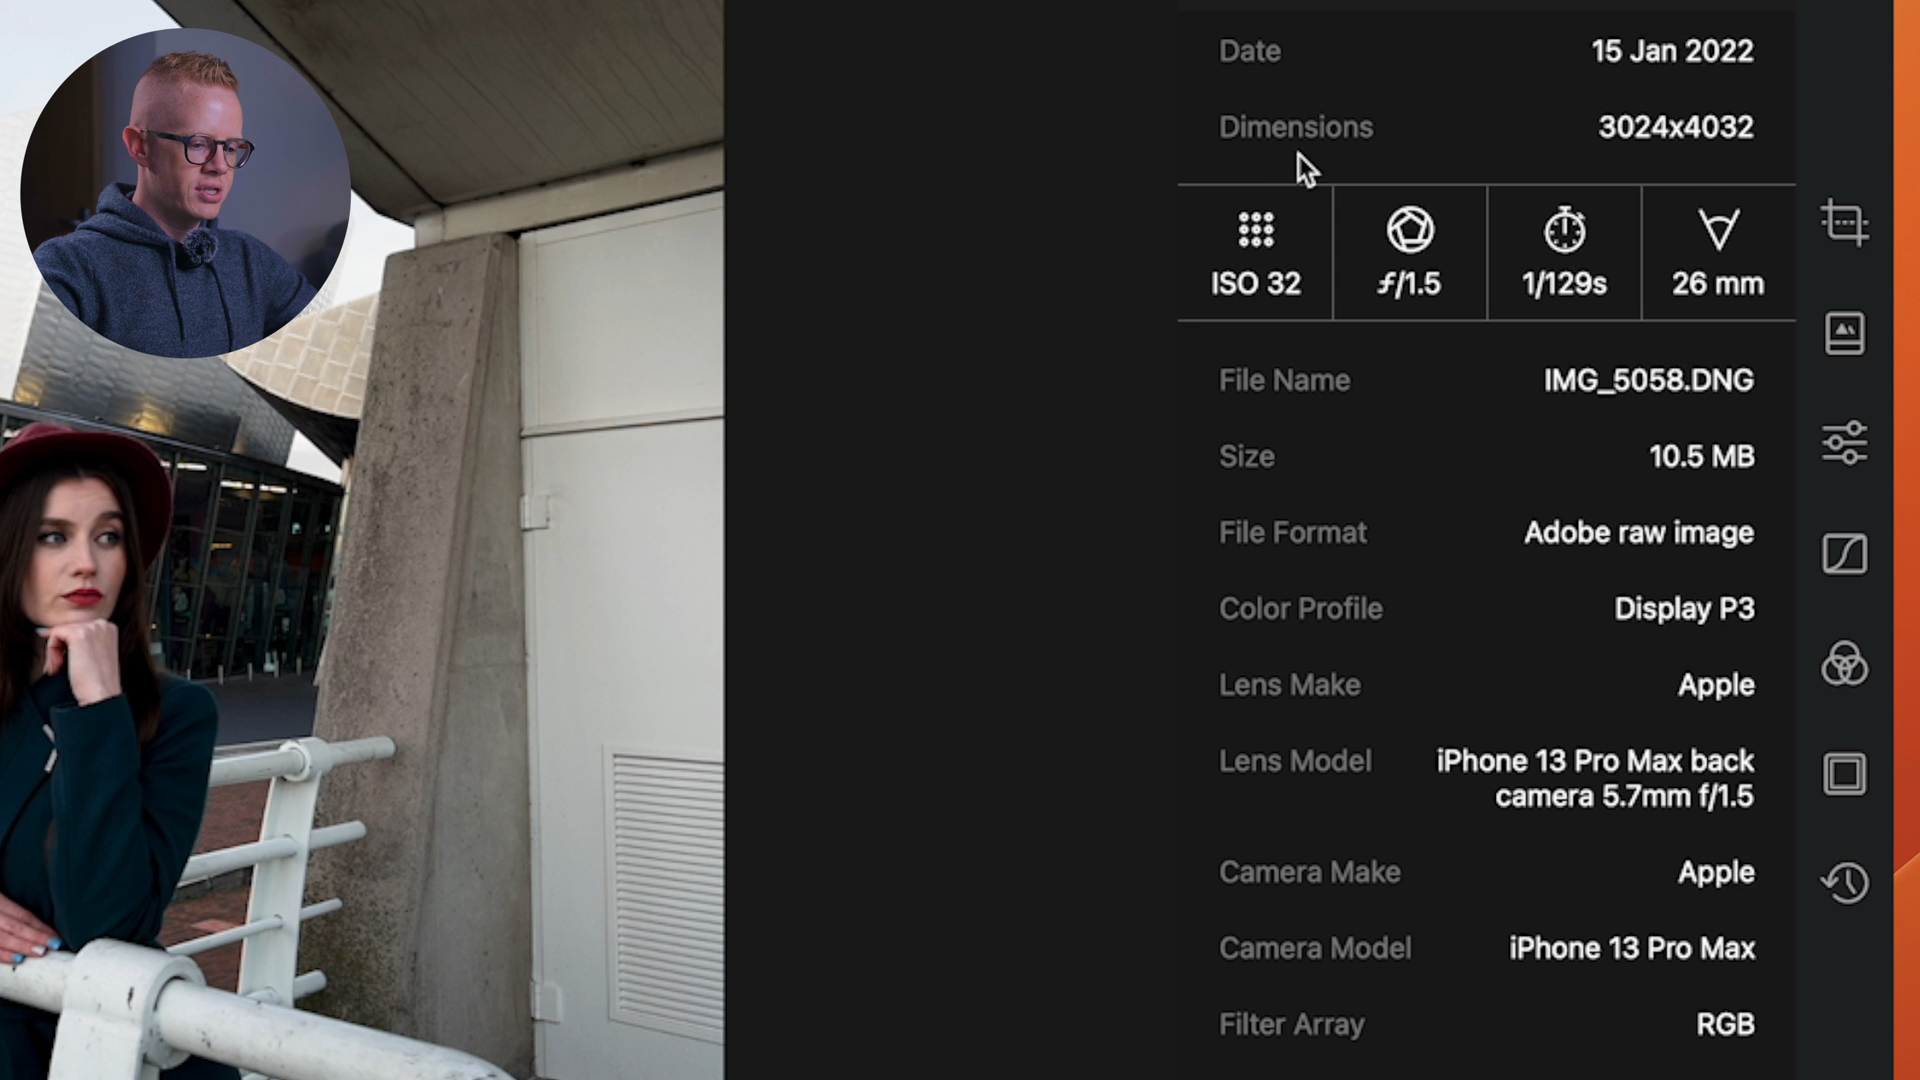 Date 15 Jan 2022
Dimensions 3024x4032
ISO 32 ƒ/1.5 1/129s 26 mm
File Name IMG_5058.DNG
Size 10.5 MB
File Format Adobe raw image
Color Profile Display P3
Lens Make Apple
Lens Model iPhone 13 Pro Max back
camera 5.7mm f/1.5
Camera Make Apple
Camera Model iPhone 13 Pro Max
Filter Array RGB